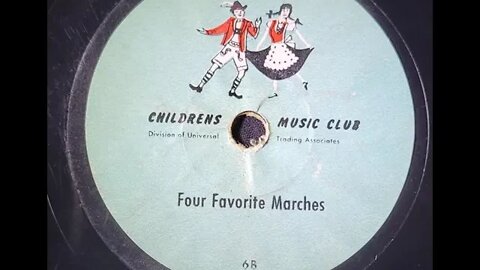 CHILDRENS MUSIC CLUB
Division of Universal Trading Associates
Four Favorite Marches
6B